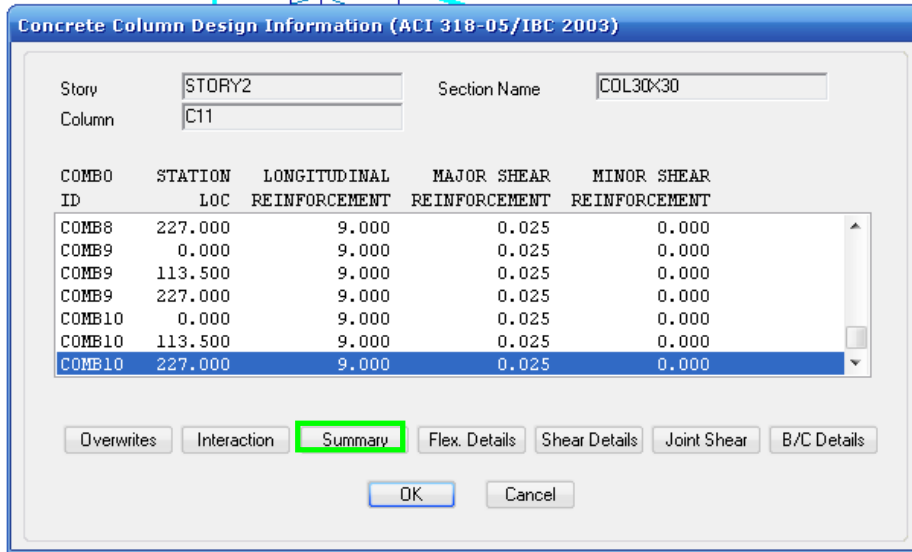 Concrete Column Design Information (ACI 318-05/IBC 2003)
Story STORY2 Section Name COL30X30
Column C11
COMBO STATION LONGITUDINAL MAJOR SHEAR MINOR SHEAR
ID LOC REINFORCEMENT REINFORCEMENT REINFORCEMENT
COMB8 227.000 9.000 0.025 0.000
COMB9 0.000 9.000 0.025 0.000
COMB9 113.500 9.000 0.025 0.000
COMB9 227.000 9.000 0.025 0.000
COMB10 0.000 9.000 0.025 0.000
COMB10 113.500 9.000 0.025 0.000
COMB10 227.000 9.000 0.025 0.000
Overwrites Interaction Summary Flex. Details Shear Details Joint Shear B/C Details
OK Cancel